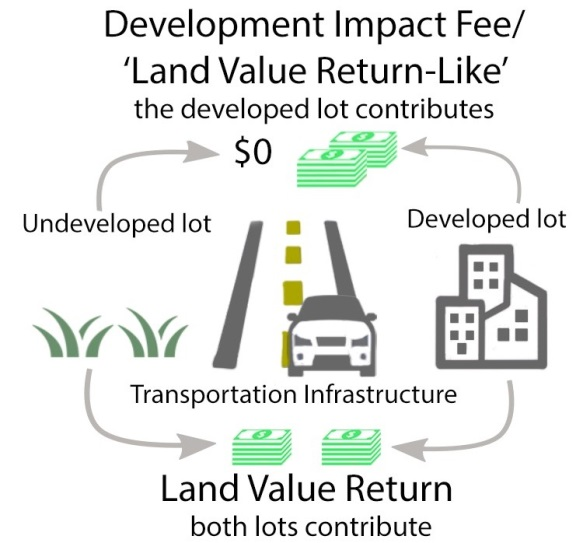 Development Impact Fee/
‘Land Value Return-Like’
the developed lot contributes
$0
Undeveloped lot
Developed lot
Transportation Infrastructure
Land Value Return
both lots contribute